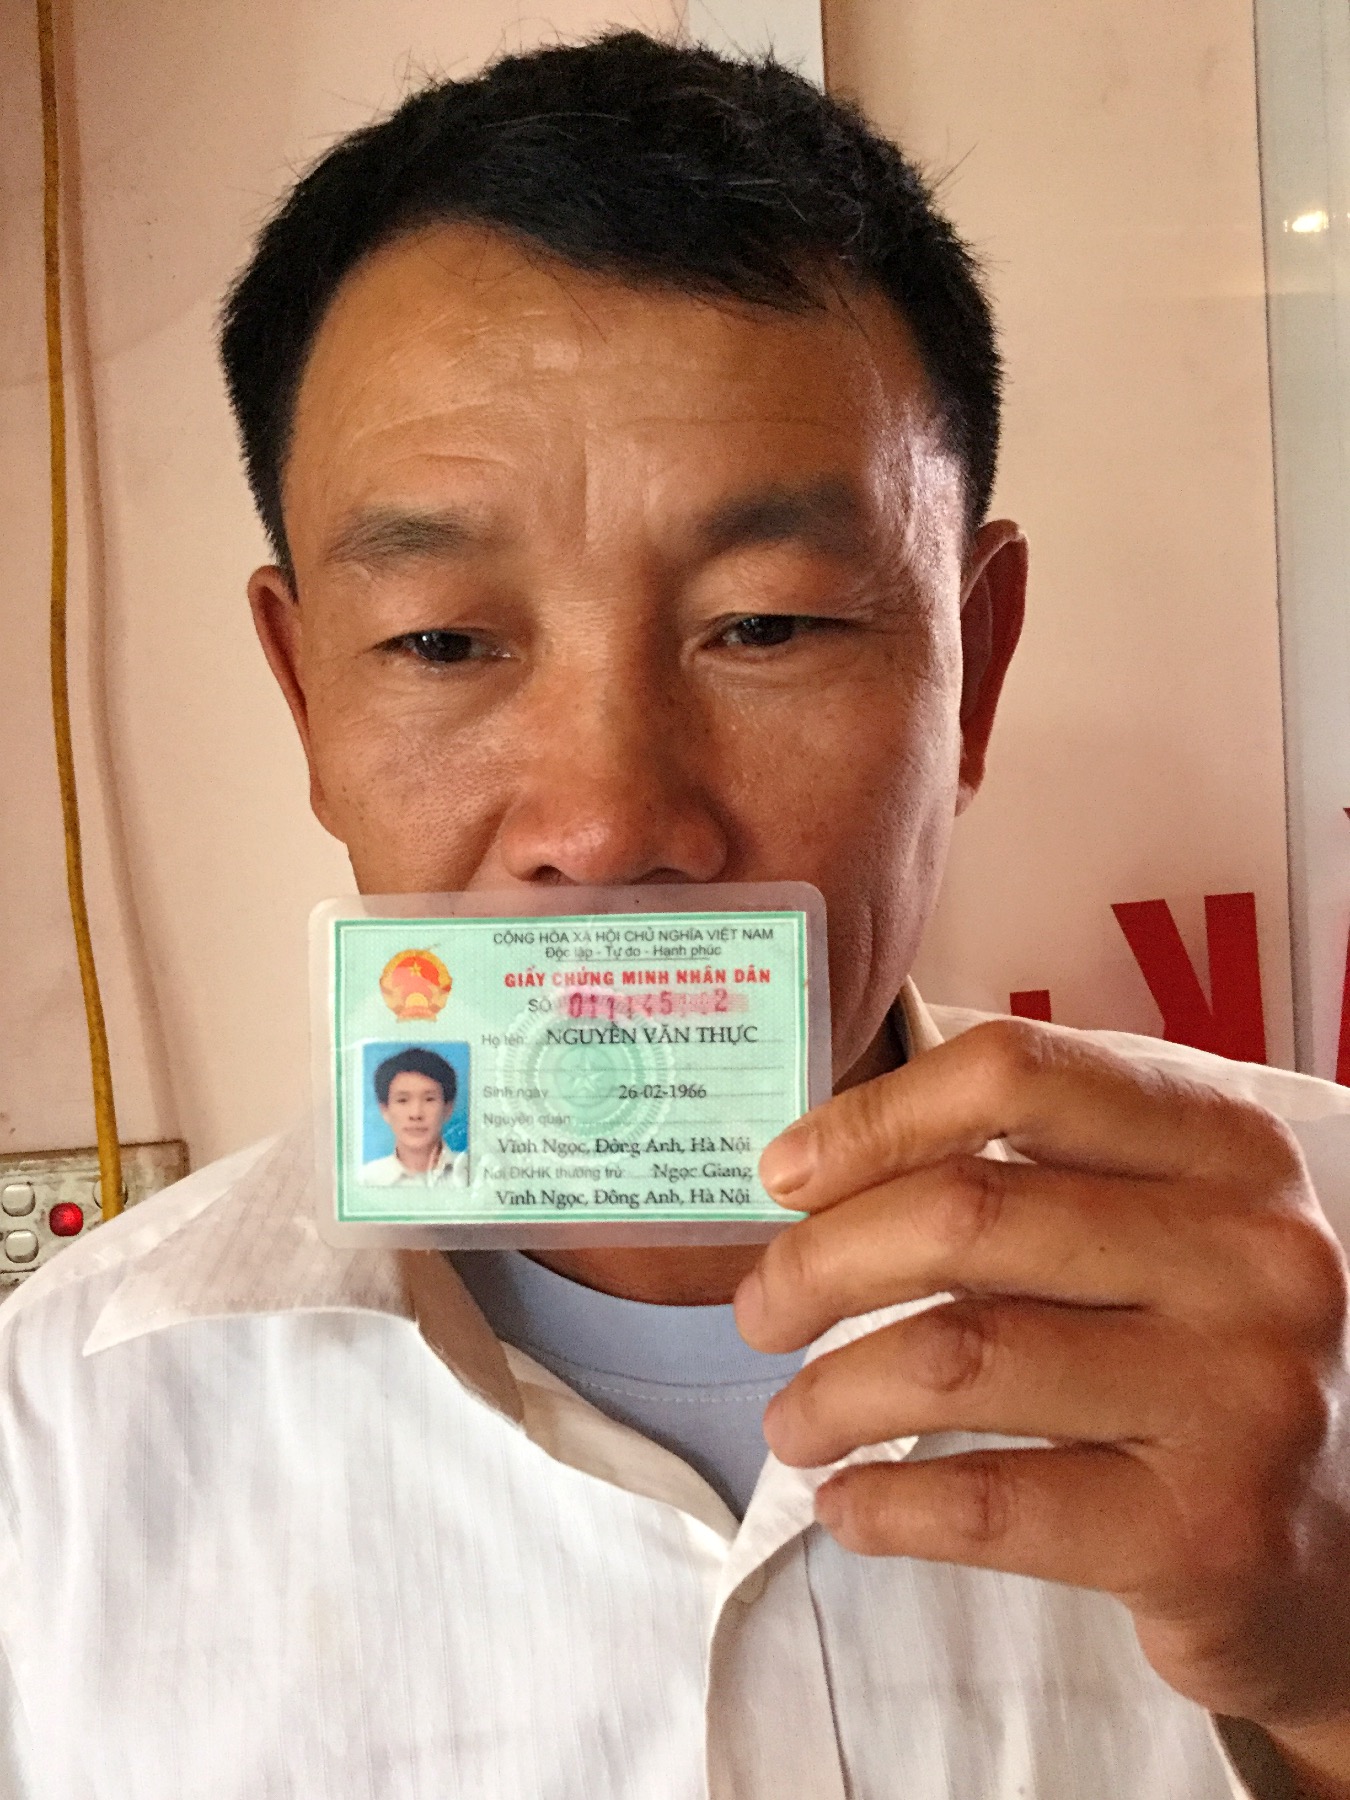 CỘNG HÒA XÃ HỘI CHỦ NGHĨA VIỆT NAM
Độc lập - Tự do - Hạnh phúc
GIẤY CHỨNG MINH NHÂN DÂN
SỐ
Họ tên: NGUYỄN VĂN THỰC
Sinh ngày 26-02-1966
Nguyên quán
Vĩnh Ngọc, Đông Anh, Hà Nội
Nơi ĐKHK thường trú: Ngọc Giang,
Vĩnh Ngọc, Đông Anh, Hà Nội